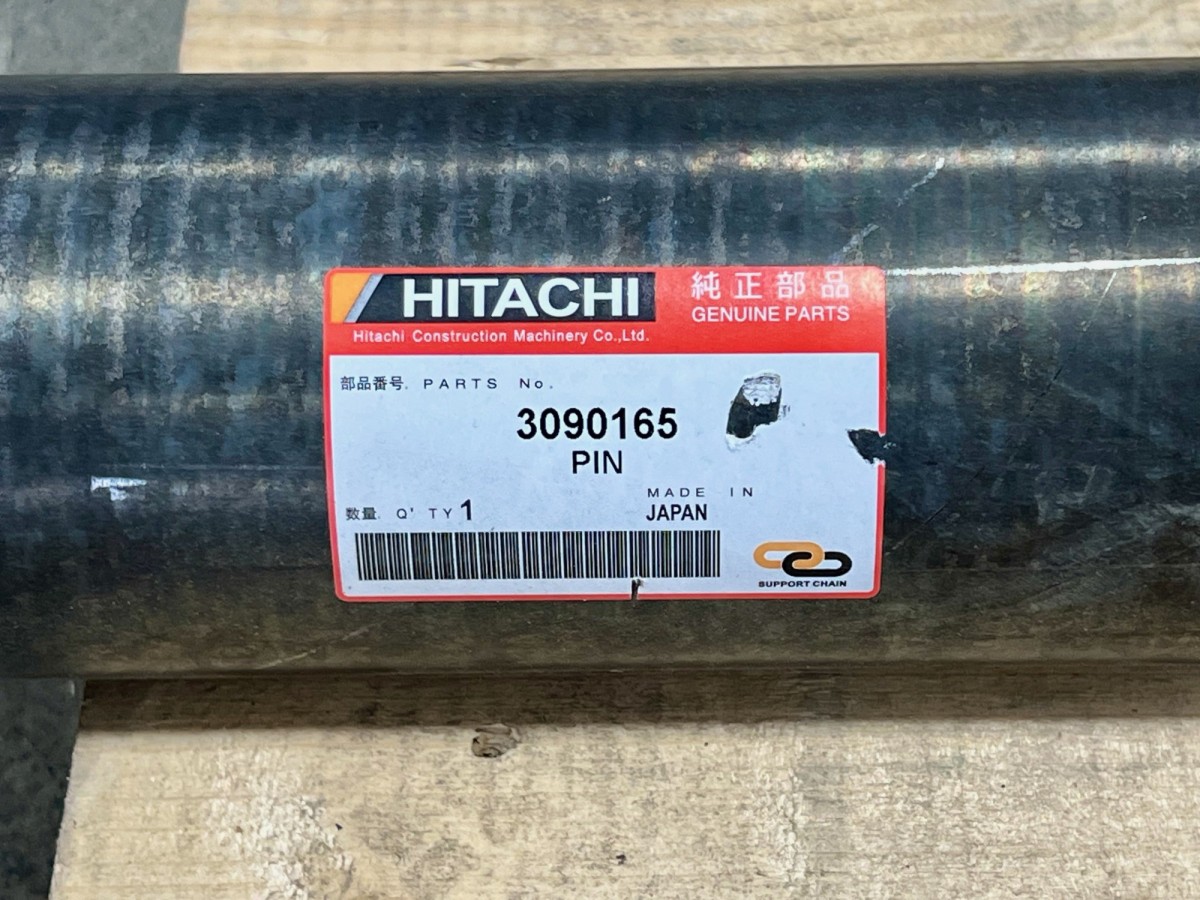 HITACHI
Hitachi Construction Machinery Co.,Ltd.
純正部品
GENUINE PARTS
部品番号. PARTS No.
3090165
PIN
MADE IN
数量. Q' TY 1 JAPAN
SUPPORT CHAIN